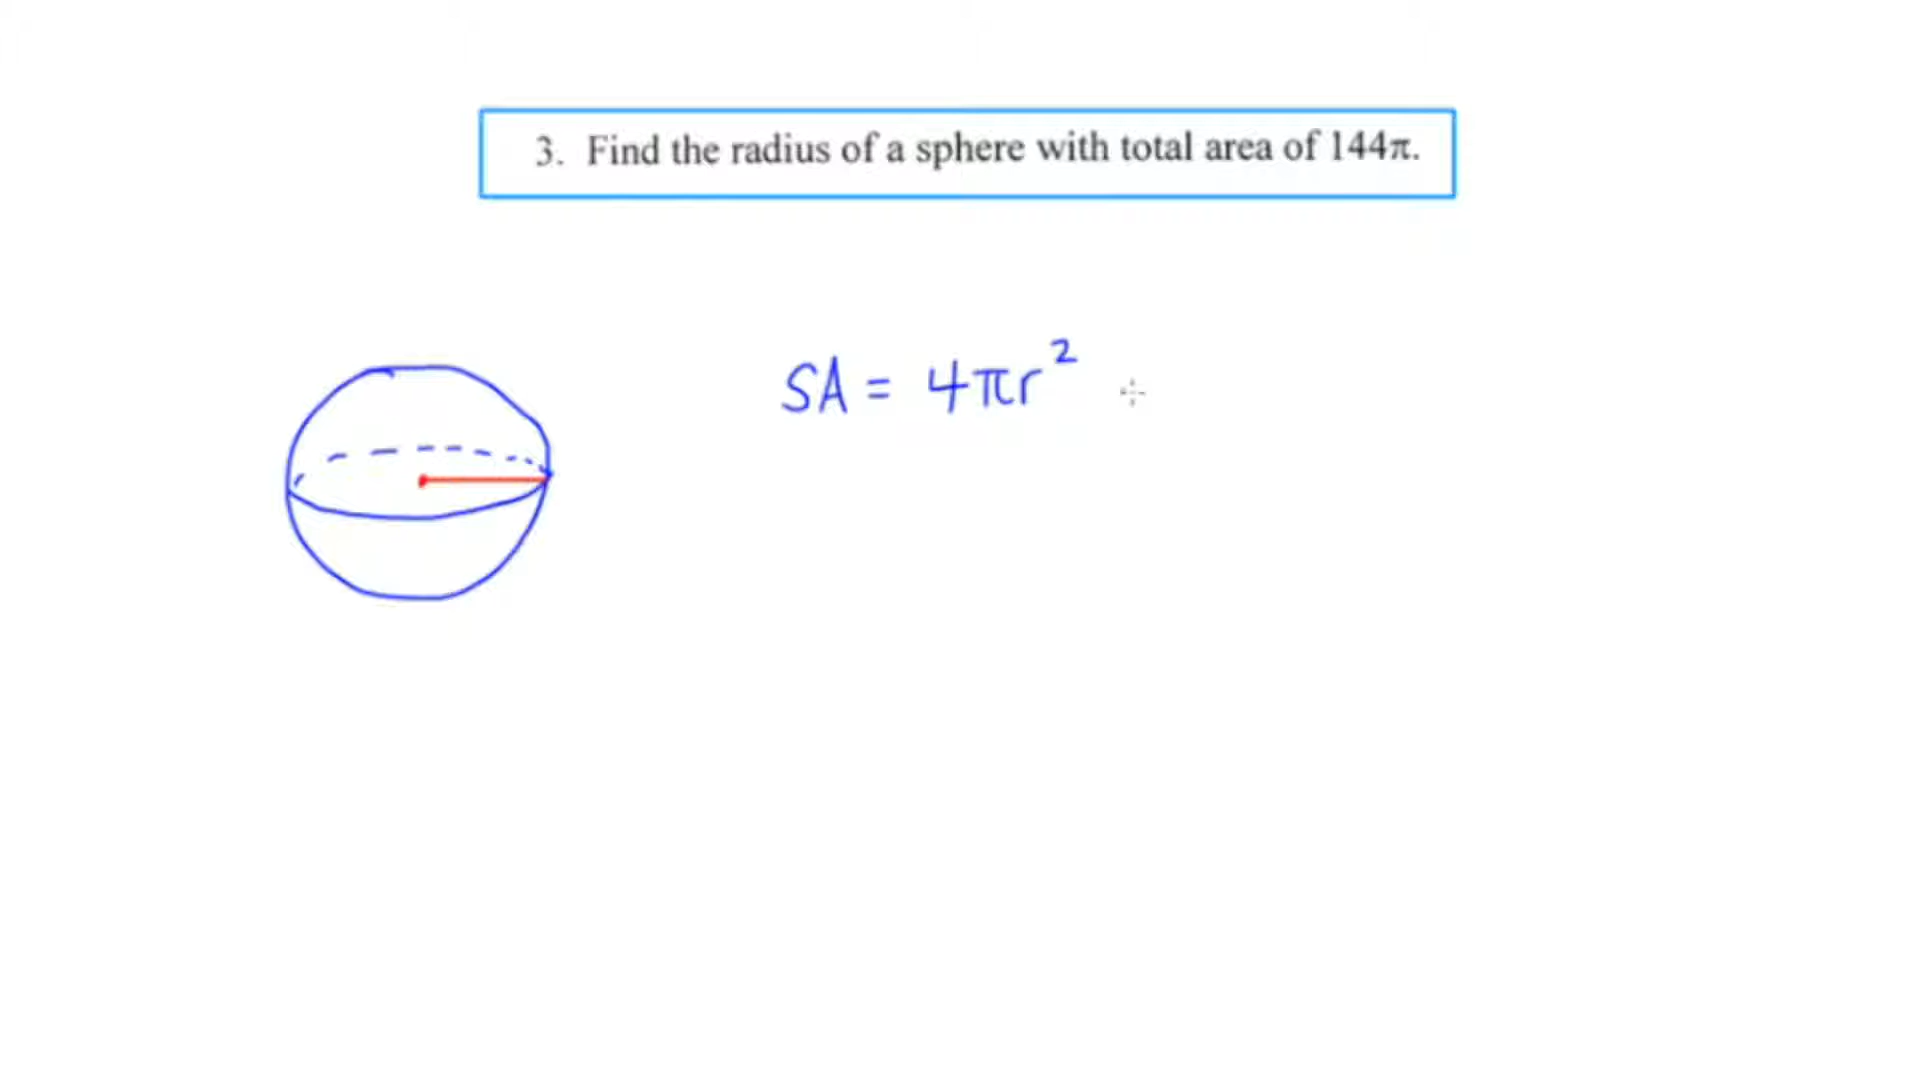 3. Find the radius of a sphere with total area of 144π.
SA = 4πr²